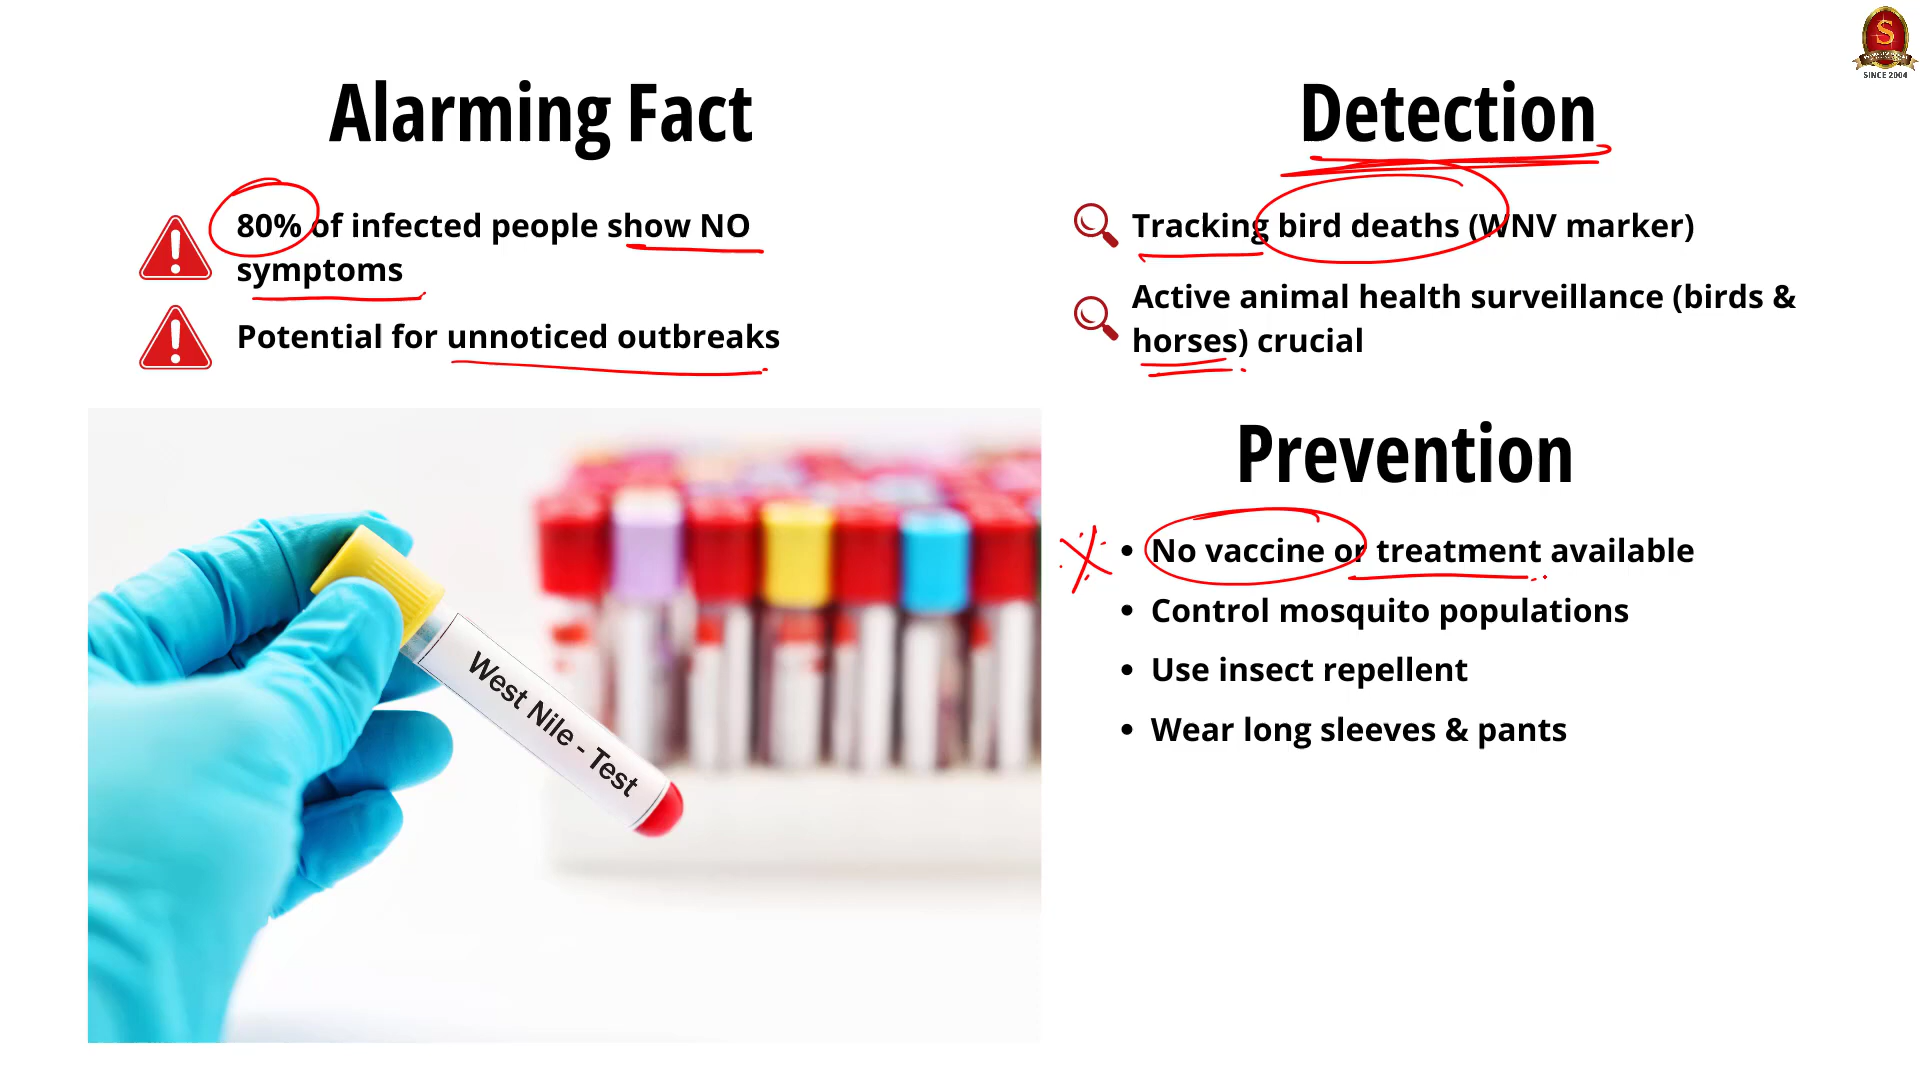 Alarming Fact
80% of infected people show NO
symptoms
Potential for unnoticed outbreaks
Detection
Tracking bird deaths (WNV marker)
Active animal health surveillance (birds &
horses) crucial
Prevention
• No vaccine or treatment available
• Control mosquito populations
• Use insect repellent
• Wear long sleeves & pants
West Nile - Test
S
SINCE 2004